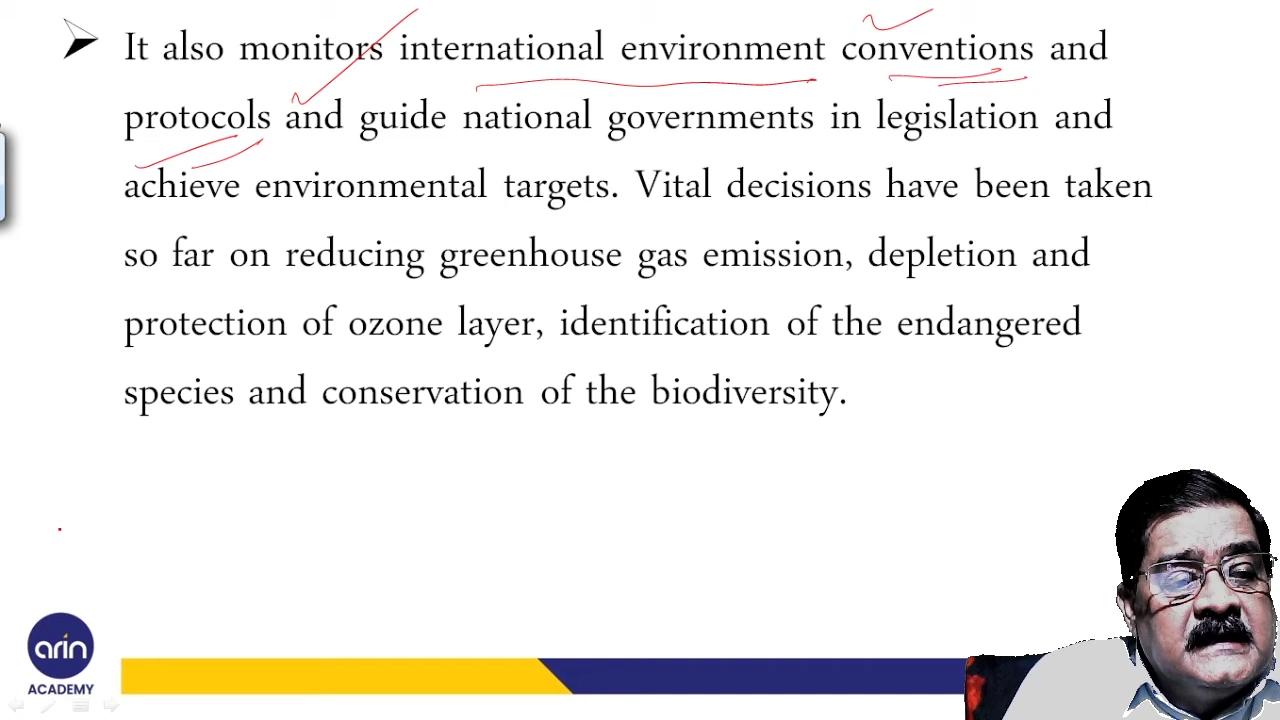 It also monitors international environment conventions and
protocols and guide national governments in legislation and
achieve environmental targets. Vital decisions have been taken
so far on reducing greenhouse gas emission, depletion and
protection of ozone layer, identification of the endangered
species and conservation of the biodiversity.
arin
ACADEMY